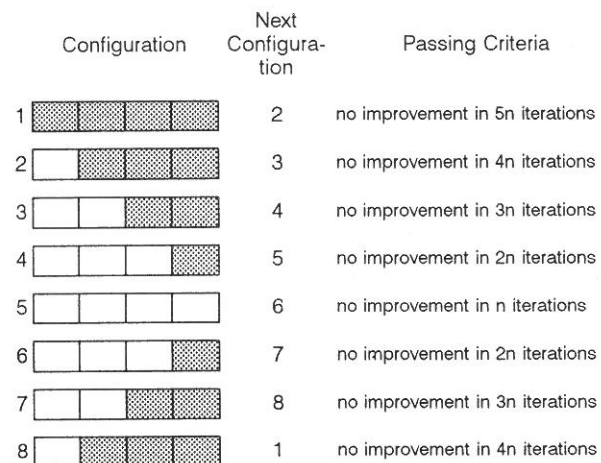 Configuration
Next
Configura-
tion
Passing Criteria
1 2 no improvement in 5n iterations
2 3 no improvement in 4n iterations
3 4 no improvement in 3n iterations
4 5 no improvement in 2n iterations
5 6 no improvement in n iterations
6 7 no improvement in 2n iterations
7 8 no improvement in 3n iterations
8 1 no improvement in 4n iterations